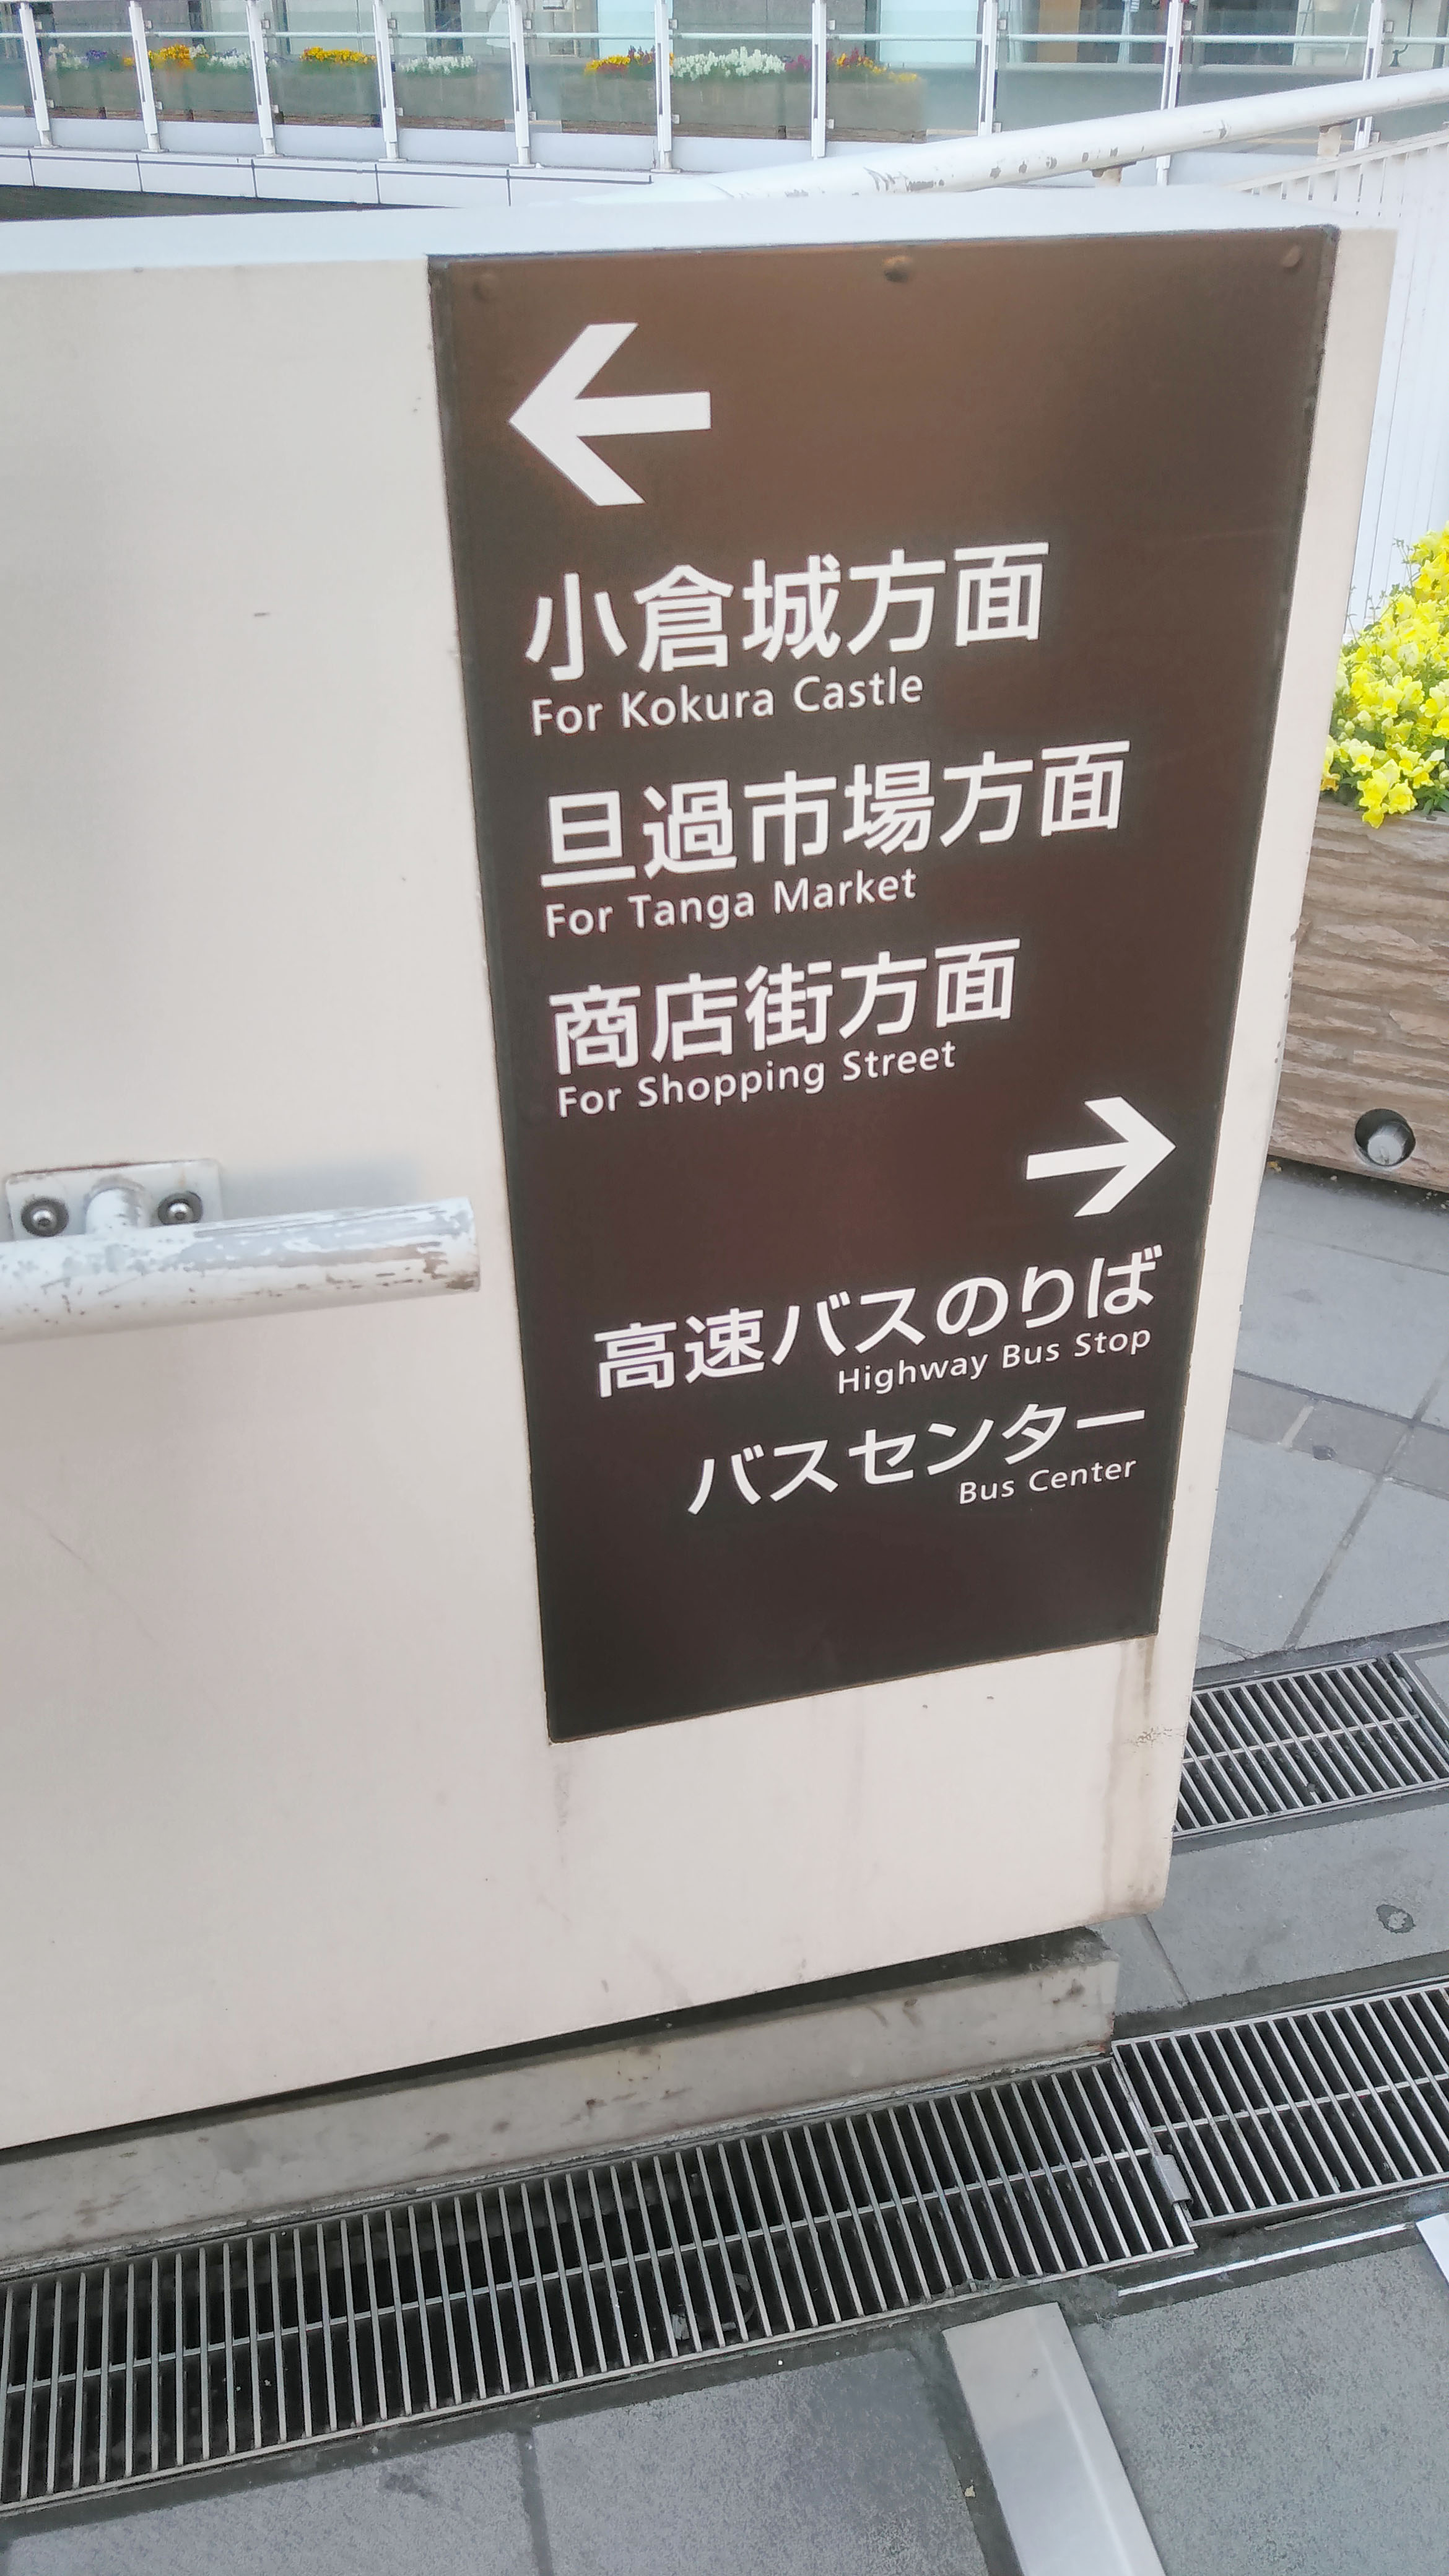 小倉城方面
For Kokura Castle
旦過市場方面
For Tanga Market
商店街方面
For Shopping Street
高速バスのりば
Highway Bus Stop
バスセンター
Bus Center